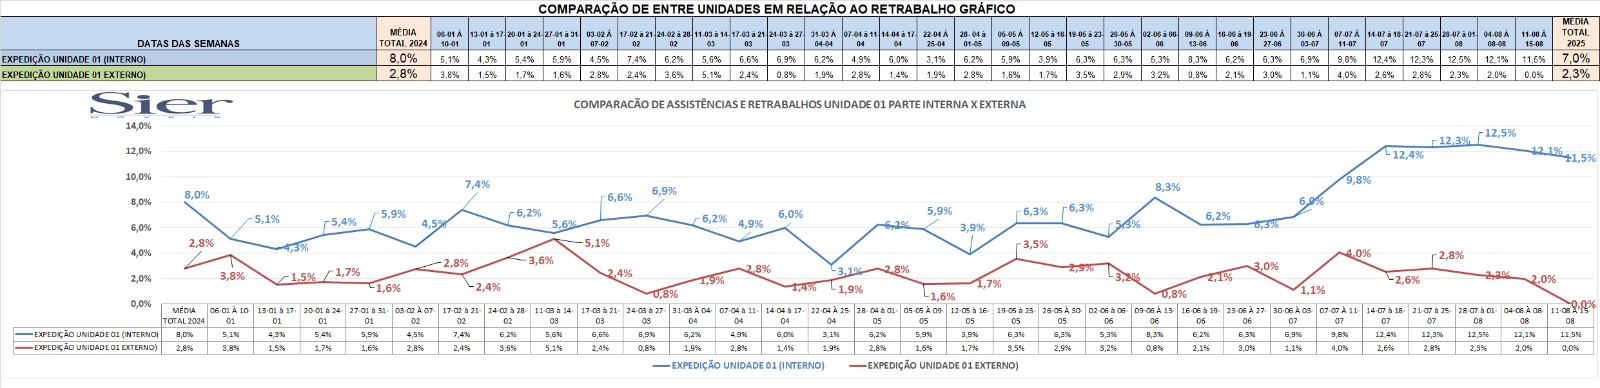 COMPARAÇÃO DE ENTRE UNIDADES EM RELAÇÃO AO RETRABALHO GRÁFICO
DATAS DAS SEMANAS MÉDIA TOTAL 2024 06-01 À 10-01 13-01 à 17-01 20-01 à 24-01 27-01 à 31-01 03-02 À 07-02 17-02 à 21-02 24-02 à 28-02 11-03 à 14-03 17-03 à 21-03 24-03 à 27-03 31-03 À 04-04 07-04 à 11-04 14-04 à 17-04 22-04 À 25-04 28-04 à 01-05 05-05 À 09-05 12-05 à 16-05 19-05 à 23-05 26-05 à 30-05 02-06 à 06-06 09-06 À 13-06 16-06 à 19-06 23-06 à 27-06 30-06 À 03-07 07-07 À 11-07 14-07 à 18-07 21-07 à 25-07 28-07 à 01-08 04-08 À 08-08 11-08 À 15-08 MÉDIA TOTAL 2025
EXPEDIÇÃO UNIDADE 01 (INTERNO) 8,0% 5,1% 4,3% 5,4% 5,9% 4,5% 7,4% 6,2% 5,6% 6,6% 6,9% 6,2% 4,9% 6,0% 3,1% 6,2% 5,9% 3,9% 6,3% 6,3% 5,3% 8,3% 6,2% 6,3% 6,9% 9,8% 12,4% 12,3% 12,5% 12,1% 11,5% 7,0%
EXPEDIÇÃO UNIDADE 01 EXTERNO) 2,8% 3,8% 1,5% 1,7% 1,6% 2,8% 2,4% 3,6% 5,1% 2,4% 0,8% 1,9% 2,8% 1,4% 1,9% 2,8% 1,6% 1,7% 3,5% 2,9% 3,2% 0,8% 2,1% 3,0% 1,1% 4,0% 2,6% 2,8% 2,3% 2,0% 0,0% 2,3%
Sier
COMPARAÇÃO DE ASSISTÊNCIAS E RETRABALHOS UNIDADE 01 PARTE INTERNA X EXTERNA
14,0%
12,0%
10,0%
8,0%
6,0%
4,0%
2,0%
0,0%
8,0% 5,1% 4,3% 5,4% 5,9% 4,5% 7,4% 6,2% 5,6% 6,6% 6,9% 6,2% 4,9% 6,0% 3,1% 6,2% 5,9% 3,9% 6,3% 6,3% 5,3% 8,3% 6,2% 6,3% 6,9% 9,8% 12,4% 12,3% 12,5% 12,1% 11,5%
2,8% 3,8% 1,5% 1,7% 1,6% 2,8% 2,4% 3,6% 5,1% 2,4% 0,8% 1,9% 2,8% 1,4% 1,9% 2,8% 1,6% 1,7% 3,5% 2,9% 3,2% 0,8% 2,1% 3,0% 1,1% 4,0% 2,6% 2,8% 2,3% 2,0% 0,0%
MÉDIA TOTAL 2024 06-01 À 10-01 13-01 à 17-01 20-01 à 24-01 27-01 à 31-01 03-02 À 07-02 17-02 à 21-02 24-02 à 28-02 11-03 à 14-03 17-03 à 21-03 24-03 à 27-03 31-03 À 04-04 07-04 à 11-04 14-04 à 17-04 22-04 À 25-04 28-04 à 01-05 05-05 À 09-05 12-05 à 16-05 19-05 à 23-05 26-05 à 30-05 02-06 à 06-06 09-06 À 13-06 16-06 à 19-06 23-06 à 27-06 30-06 À 03-07 07-07 À 11-07 14-07 à 18-07 21-07 à 25-07 28-07 à 01-08 04-08 À 08-08 11-08 À 15-08
EXPEDIÇÃO UNIDADE 01 (INTERNO) 8,0% 5,1% 4,3% 5,4% 5,9% 4,5% 7,4% 6,2% 5,6% 6,6% 6,9% 6,2% 4,9% 6,0% 3,1% 6,2% 5,9% 3,9% 6,3% 6,3% 5,3% 8,3% 6,2% 6,3% 6,9% 9,8% 12,4% 12,3% 12,5% 12,1% 11,5%
EXPEDIÇÃO UNIDADE 01 EXTERNO) 2,8% 3,8% 1,5% 1,7% 1,6% 2,8% 2,4% 3,6% 5,1% 2,4% 0,8% 1,9% 2,8% 1,4% 1,9% 2,8% 1,6% 1,7% 3,5% 2,9% 3,2% 0,8% 2,1% 3,0% 1,1% 4,0% 2,6% 2,8% 2,3% 2,0% 0,0%
EXPEDIÇÃO UNIDADE 01 (INTERNO) EXPEDIÇÃO UNIDADE 01 EXTERNO)